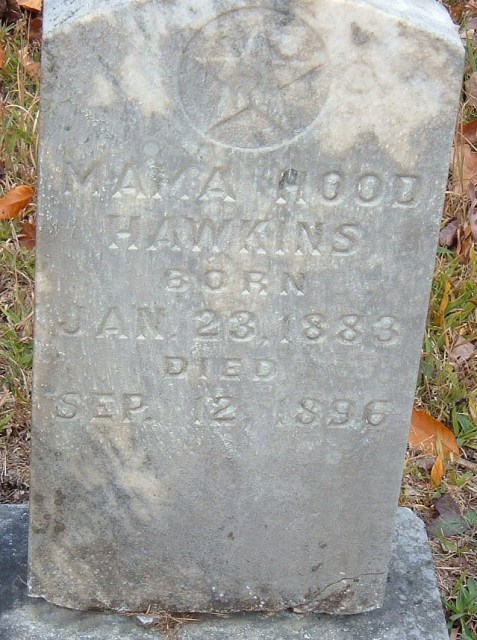 MAMA HOOD
HAWKINS
BORN
JAN. 23, 1883
DIED
SEP. 12, 1896